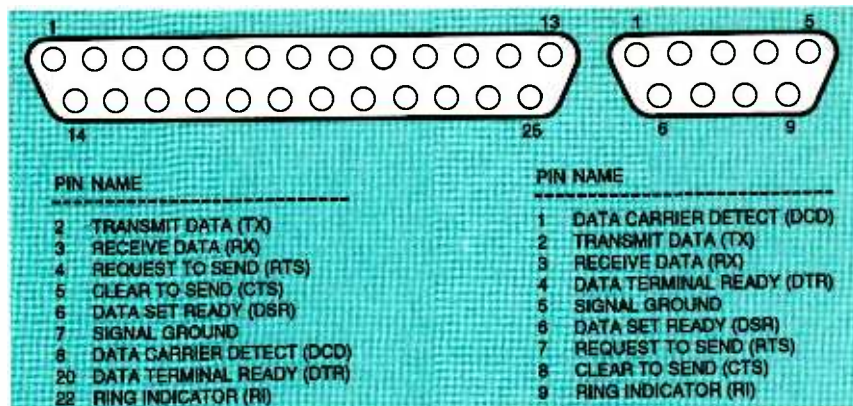 1 13
14 25
PIN NAME
2 TRANSMIT DATA (TX)
3 RECEIVE DATA (RX)
4 REQUEST TO SEND (RTS)
5 CLEAR TO SEND (CTS)
6 DATA SET READY (DSR)
7 SIGNAL GROUND
8 DATA CARRIER DETECT (DCD)
20 DATA TERMINAL READY (DTR)
22 RING INDICATOR (RI)
1 5
6 9
PIN NAME
1 DATA CARRIER DETECT (DCD)
2 TRANSMIT DATA (TX)
3 RECEIVE DATA (RX)
4 DATA TERMINAL READY (DTR)
5 SIGNAL GROUND
6 DATA SET READY (DSR)
7 REQUEST TO SEND (RTS)
8 CLEAR TO SEND (CTS)
9 RING INDICATOR (RI)